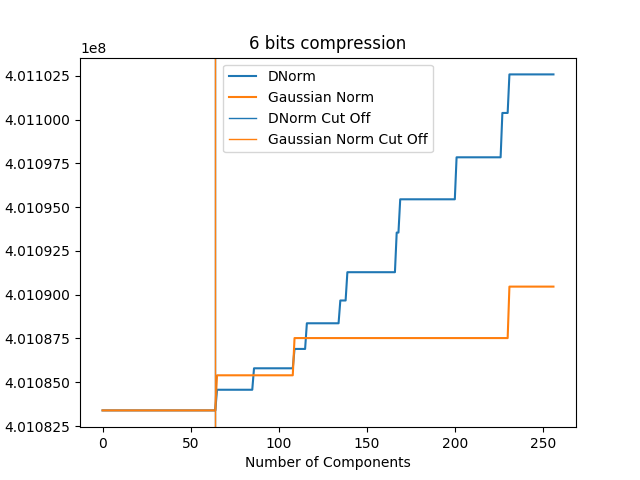 6 bits compression
1e8
4.011025
4.011000
4.010975
4.010950
4.010925
4.010900
4.010875
4.010850
4.010825
DNorm
Gaussian Norm
DNorm Cut Off
Gaussian Norm Cut Off
0 50 100 150 200 250
Number of Components